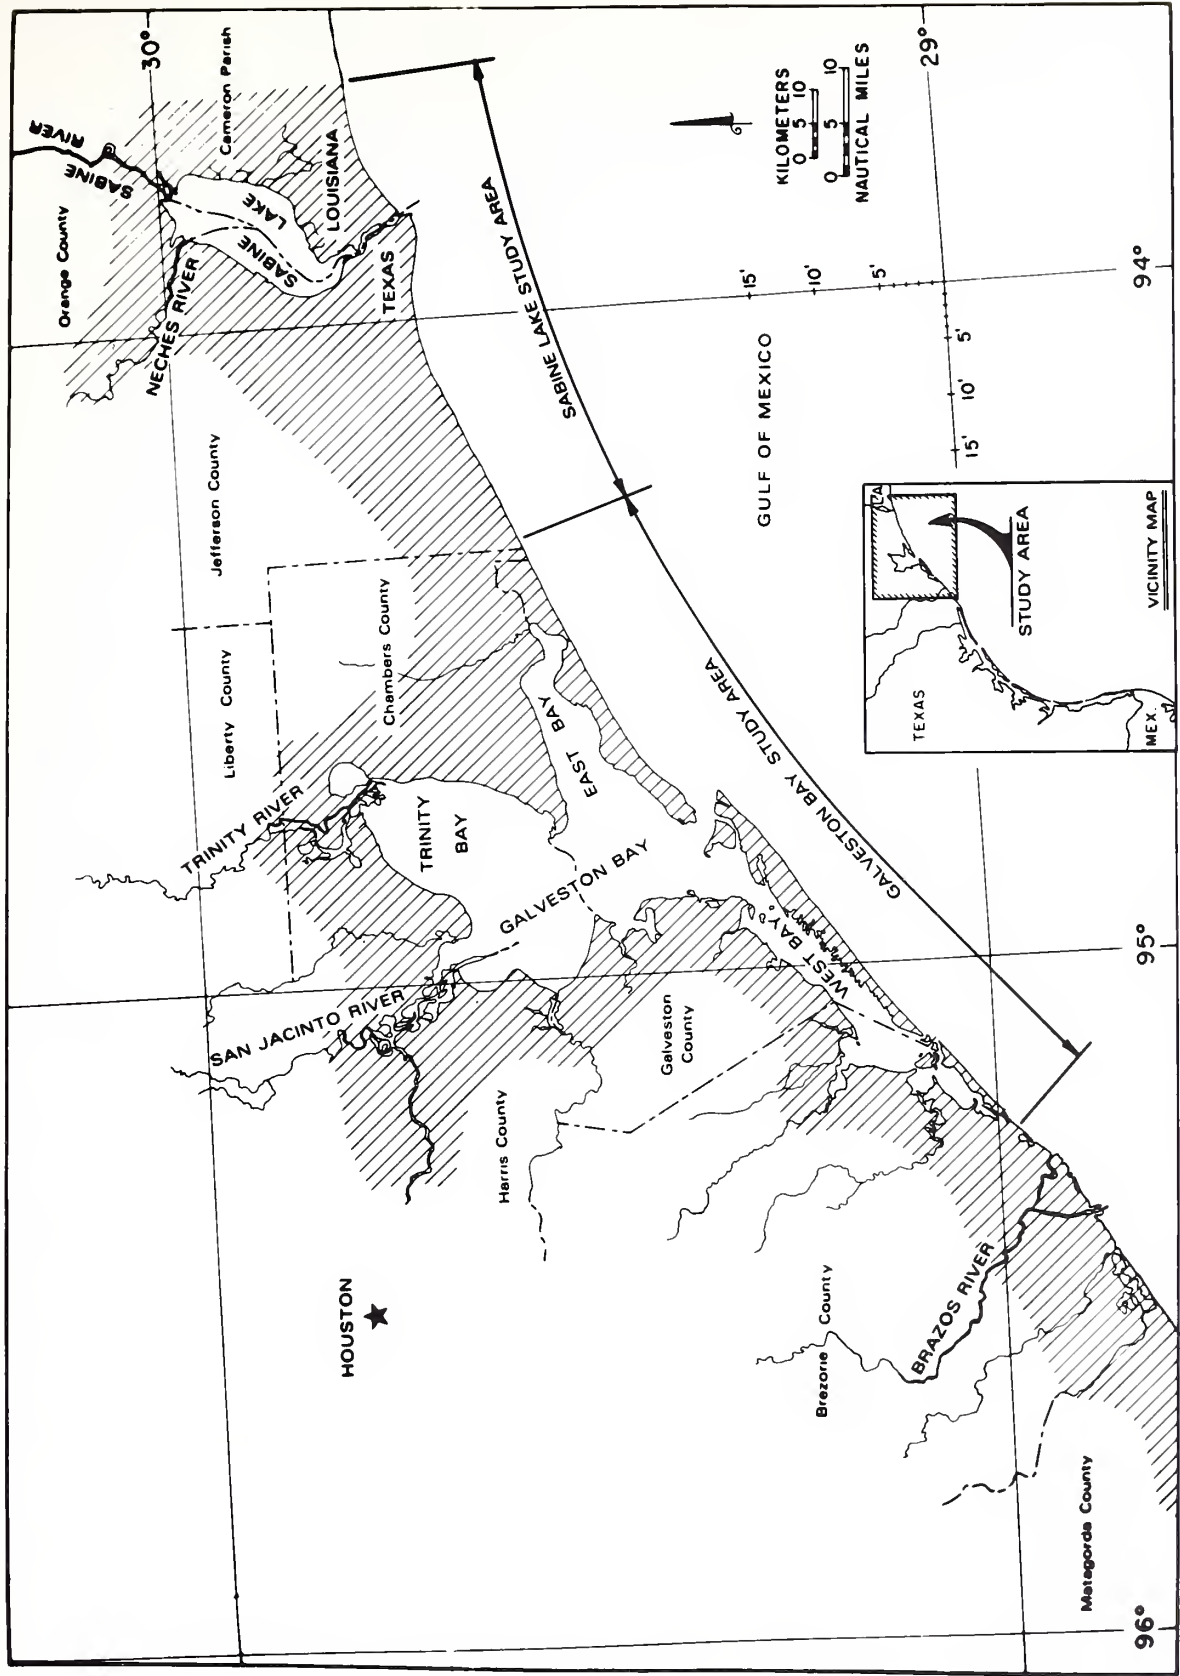 30°
29°
94°
95°
96°
SABINE
RIVER
Cameron Parish
Orange County
SABINE
LAKE
LOUISIANA
TEXAS
NECHES RIVER
Jefferson County
Liberty County
Chambers County
TRINITY RIVER
TRINITY
BAY
EAST BAY
GALVESTON BAY
SAN JACINTO RIVER
WEST BAY
Galveston
County
Harris County
HOUSTON
Brezorie County
BRAZOS RIVER
Matagorda County
SABINE LAKE STUDY AREA
GALVESTON BAY STUDY AREA
GULF OF MEXICO
KILOMETERS
0 5 10
0 5 10
NAUTICAL MILES
15'
10'
5'
5'
10'
15'
LA
TEXAS
MEX.
STUDY AREA
VICINITY MAP